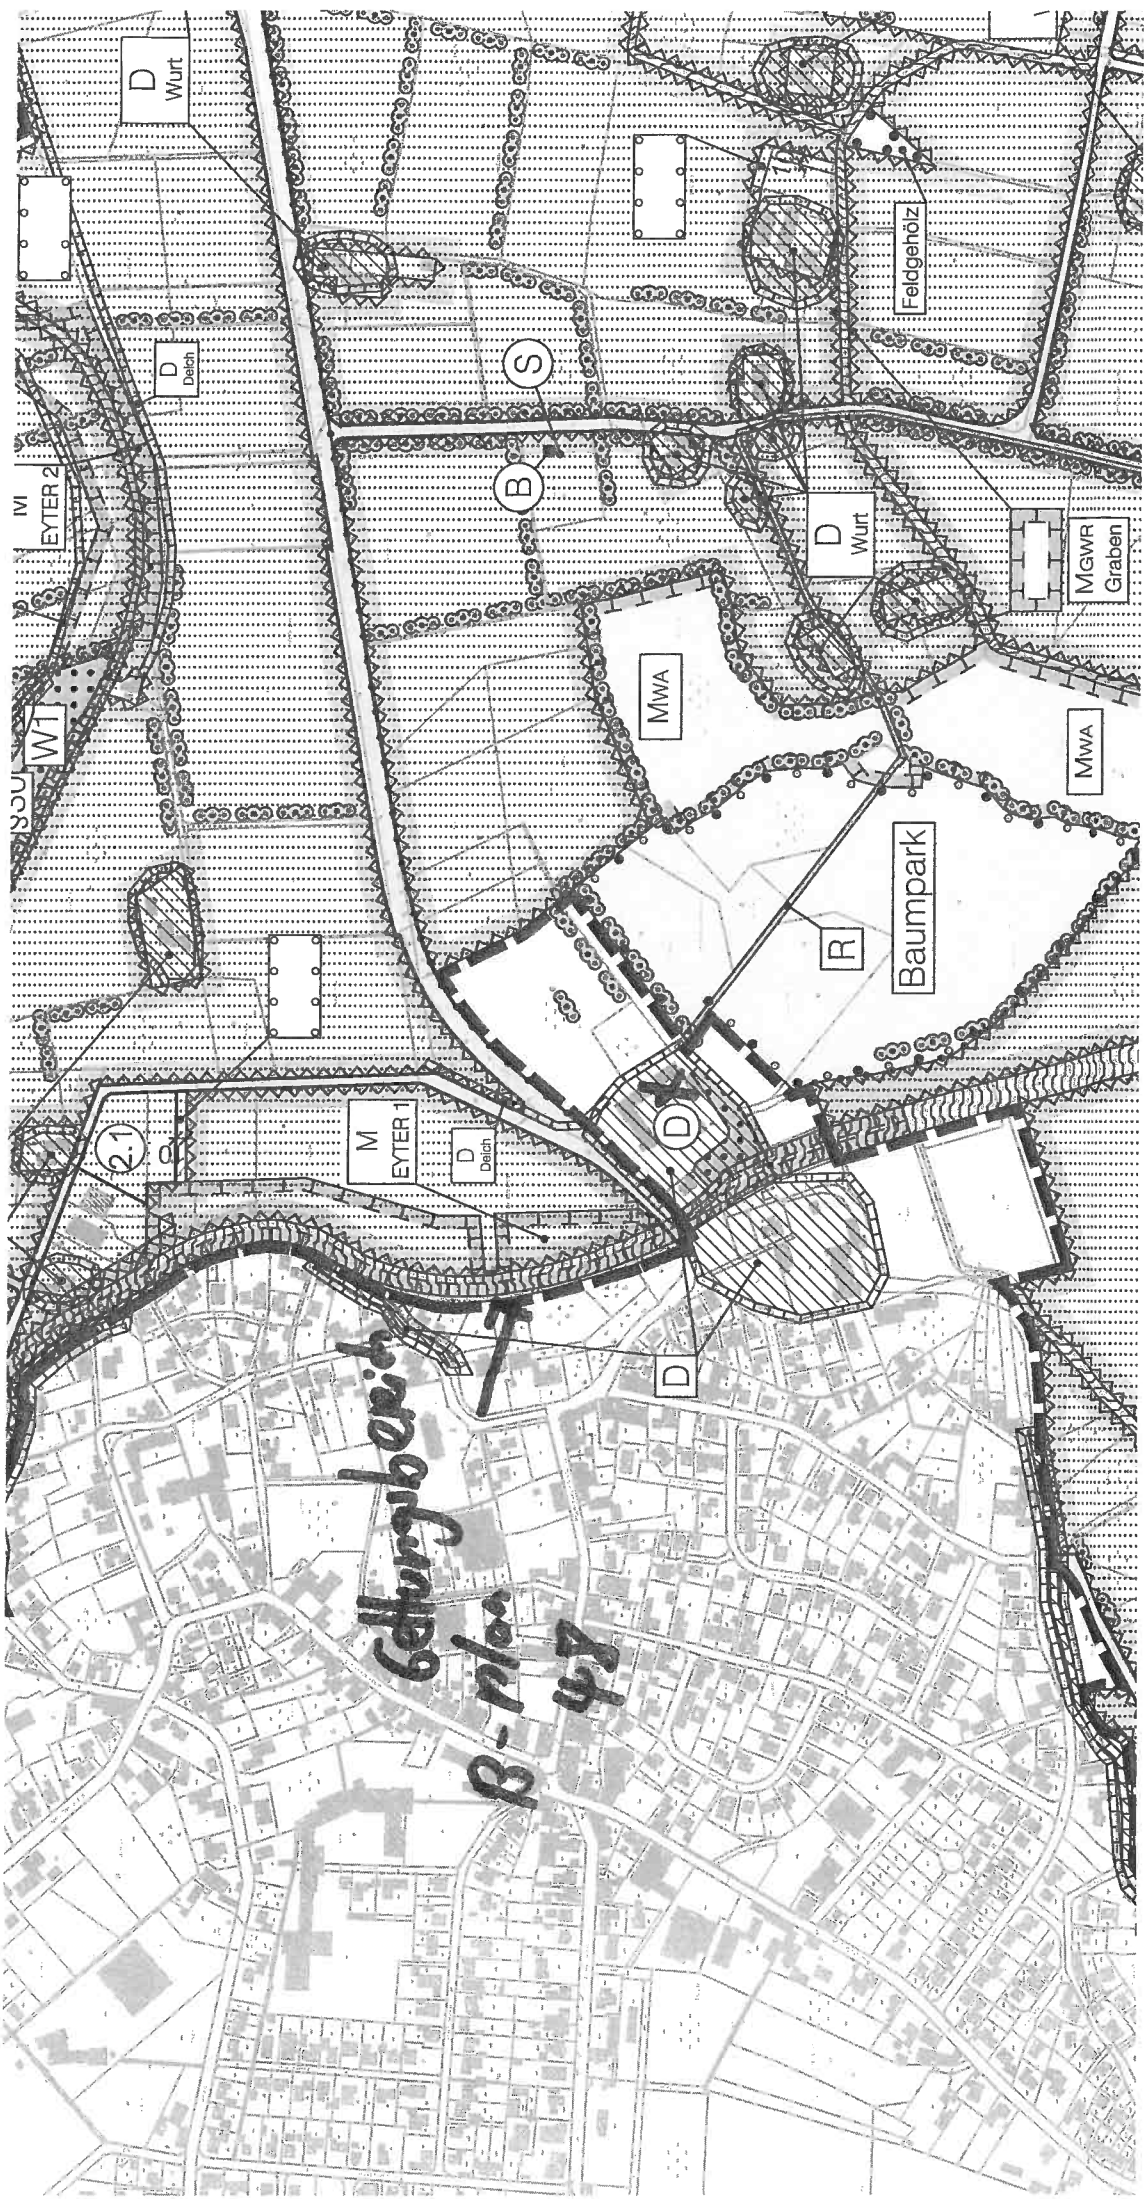 D
Wurt
D
Deich
EYTER 2
W1
S
B
Feldgehölz
D
Wurt
MGWR
Graben
MWA
MWA
R
Baumpark
2.1
M
EYTER 1
D
Deich
D
D
Geltungsbereich
B-plan
48